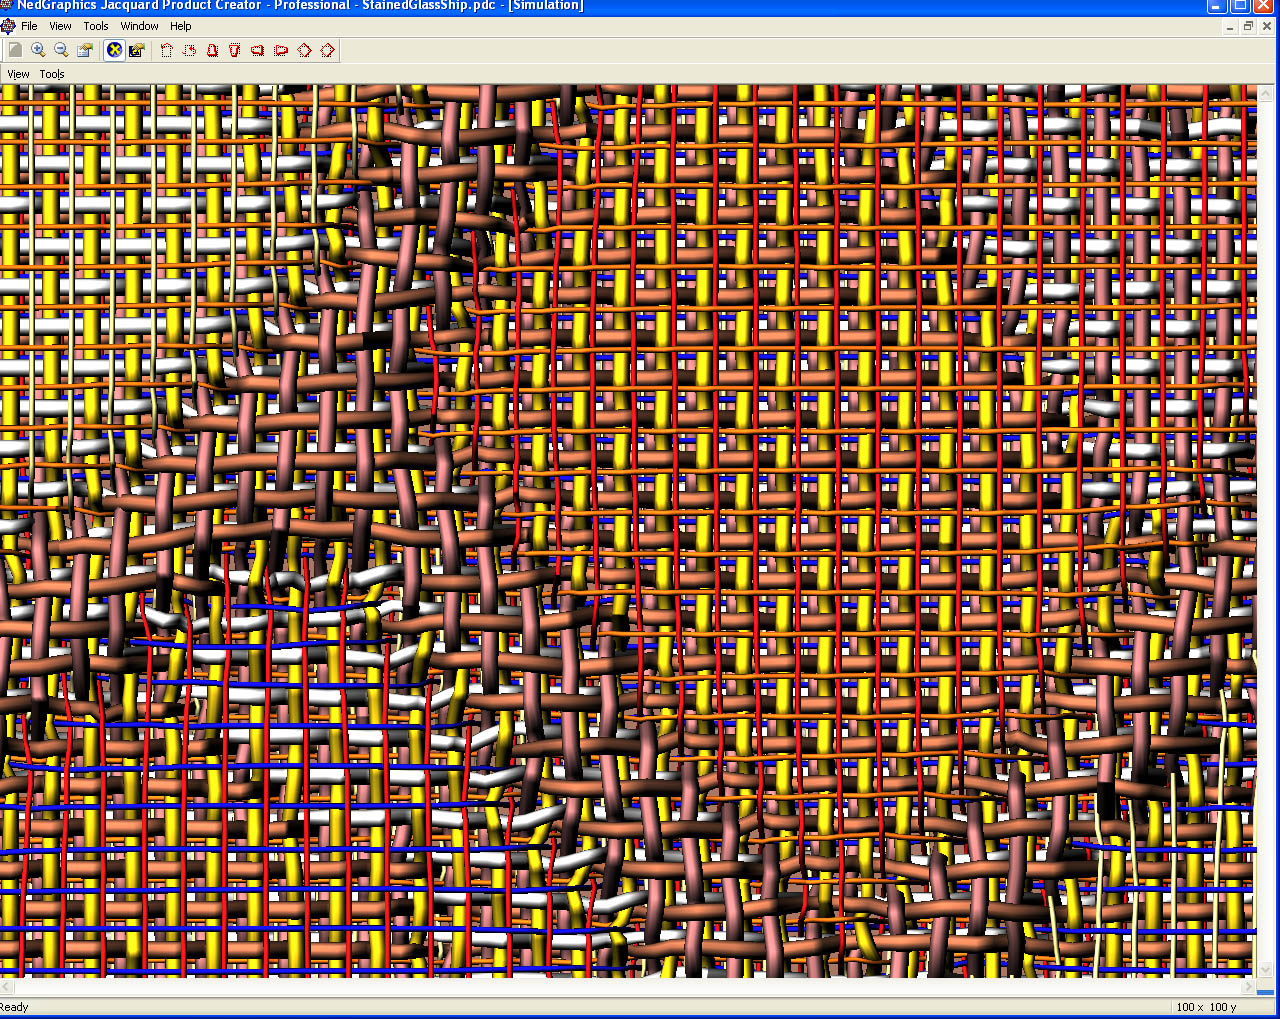 NedGraphics Jacquard Product Creator - Professional - StainedGlassShip.pdc - [Simulation]
File View Tools Window Help
View Tools
Ready
100 x 100 y